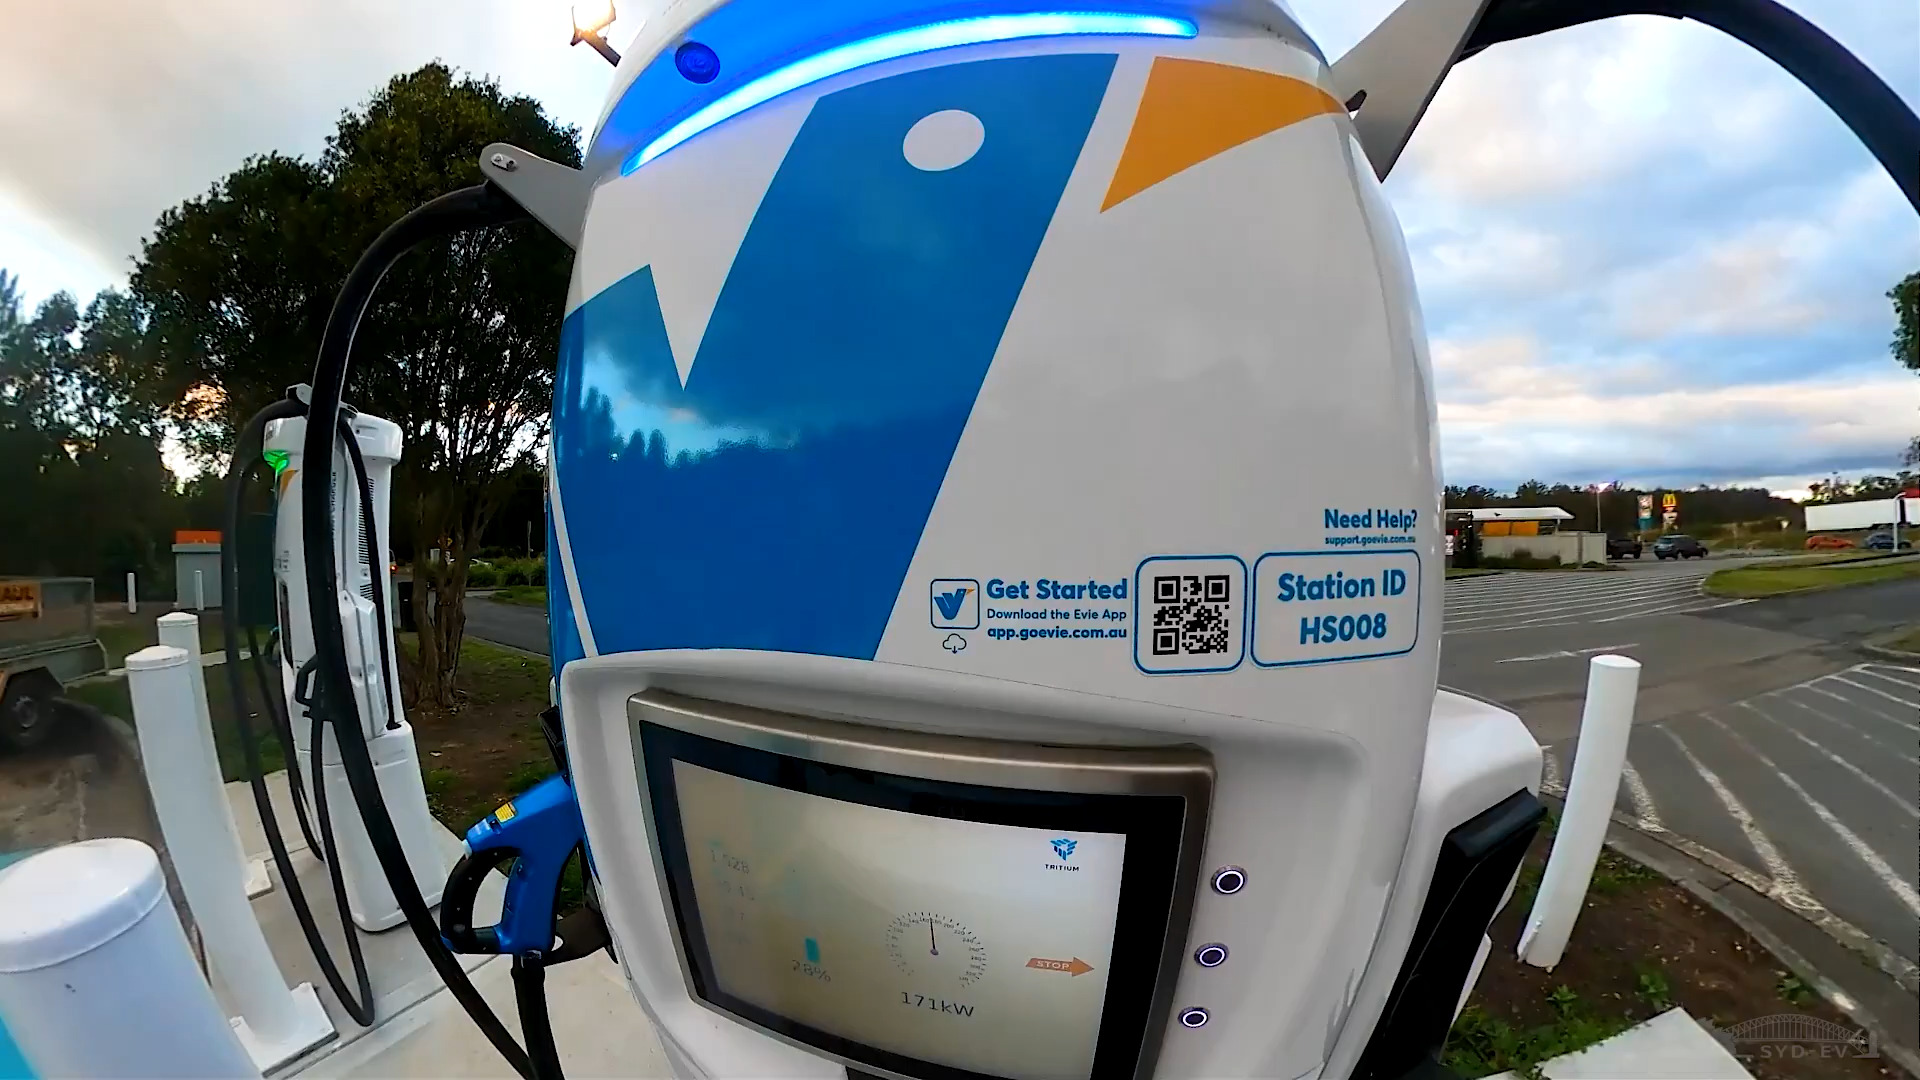 Need Help?
support.goevie.com.au
Get Started
Download the Evie App
app.goevie.com.au
Station ID
HS008
TRITIUM
28%
171kW
STOP
SYD-EV